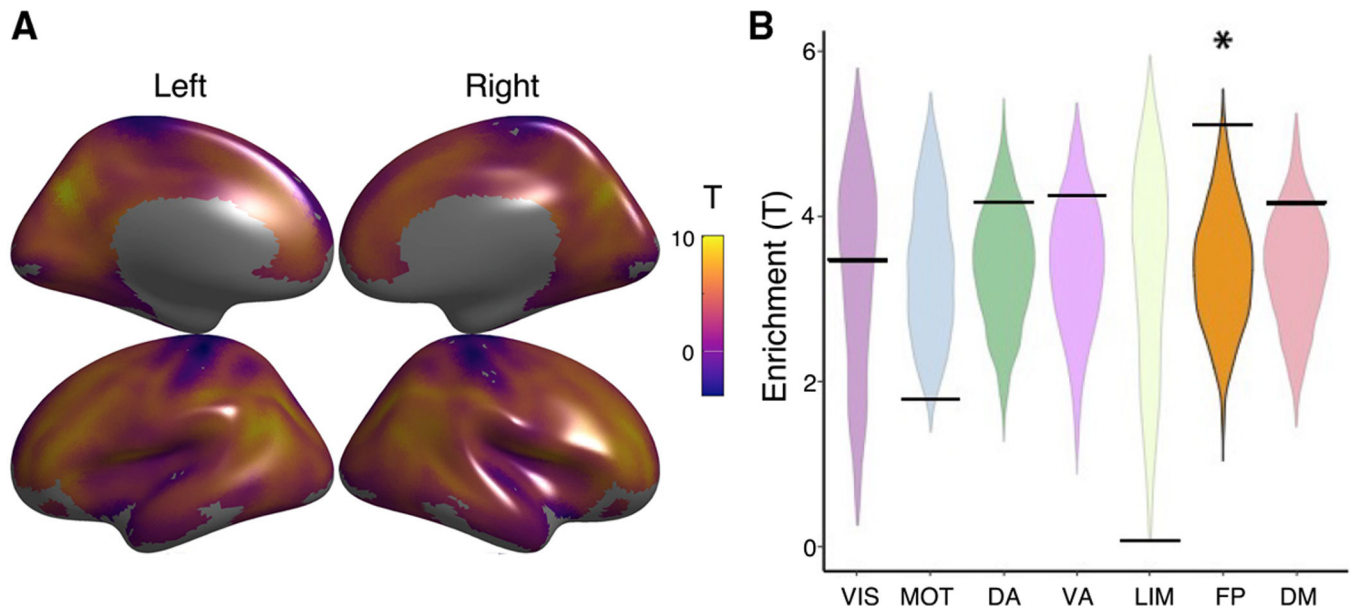 A
Left
Right
T
10
0
B
Enrichment (T)
6
4
2
0
*
VIS MOT DA VA LIM FP DM